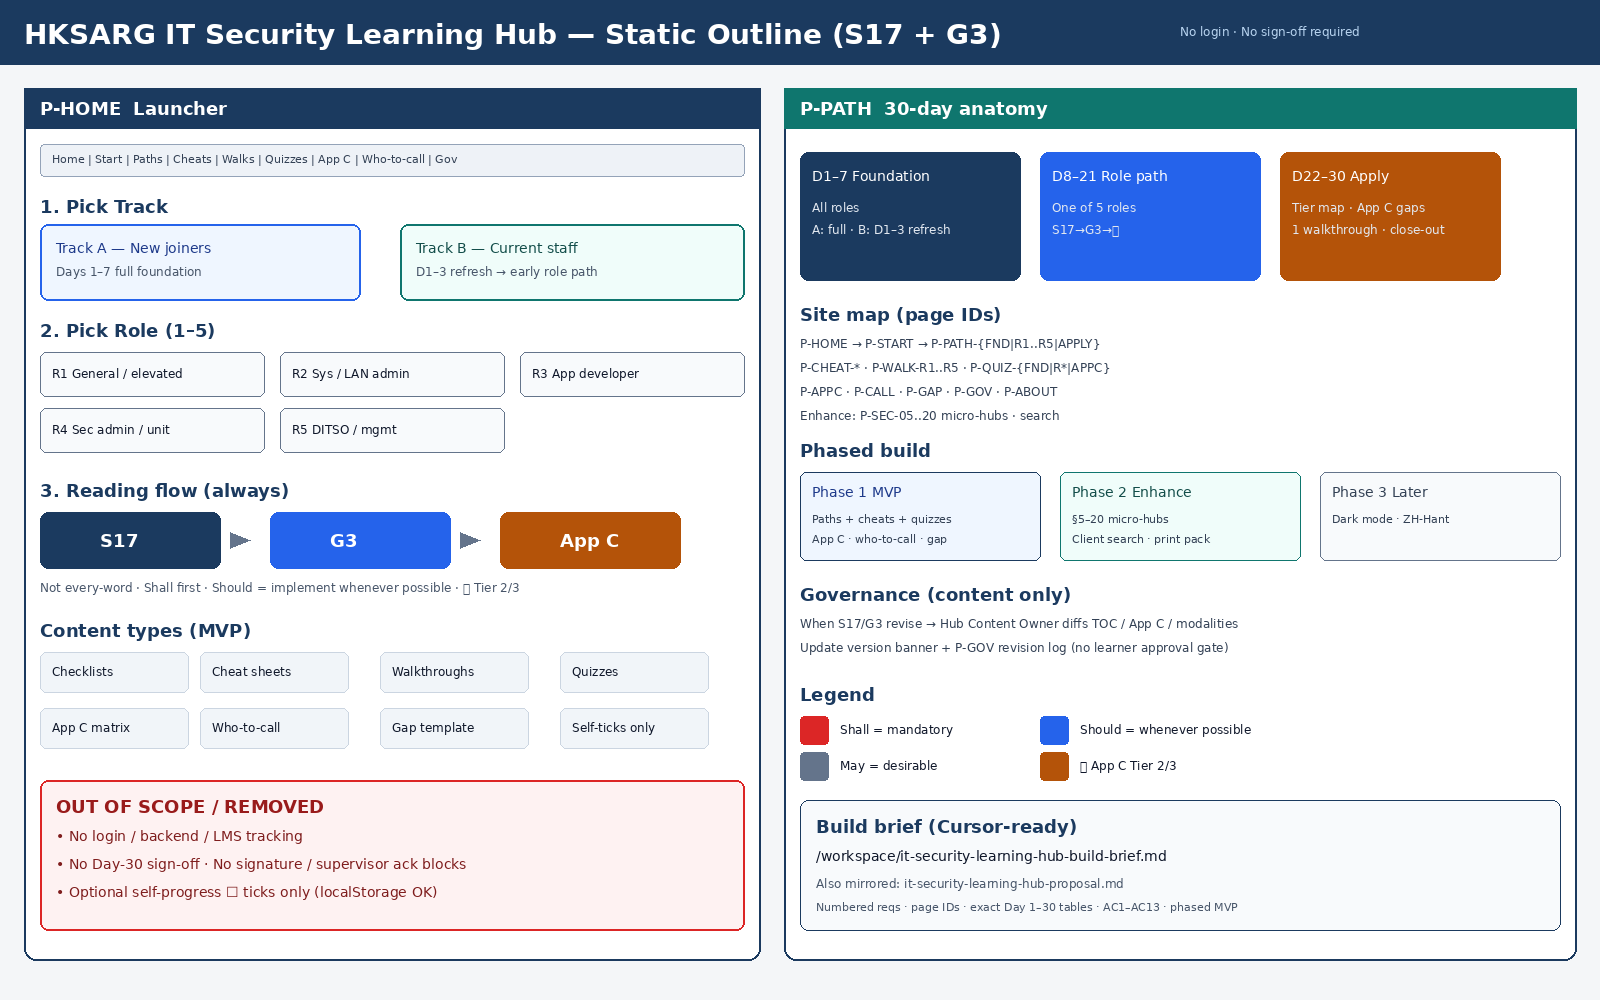 HKSARG IT Security Learning Hub — Static Outline (S17 + G3)
No login · No sign-off required
P-HOME Launcher
Home | Start | Paths | Cheats | Walks | Quizzes | App C | Who-to-call | Gov
1. Pick Track
Track A — New joiners
Days 1–7 full foundation
Track B — Current staff
D1–3 refresh → early role path
2. Pick Role (1–5)
R1 General / elevated
R2 Sys / LAN admin
R3 App developer
R4 Sec admin / unit
R5 DITSO / mgmt
3. Reading flow (always)
S17
G3
App C
Not every-word · Shall first · Should = implement whenever possible · Tier 2/3
Content types (MVP)
Checklists
Cheat sheets
Walkthroughs
Quizzes
App C matrix
Who-to-call
Gap template
Self-ticks only
OUT OF SCOPE / REMOVED
• No login / backend / LMS tracking
• No Day-30 sign-off · No signature / supervisor ack blocks
• Optional self-progress ☐ ticks only (localStorage OK)
P-PATH 30-day anatomy
D1–7 Foundation
All roles
A: full · B: D1–3 refresh
D8–21 Role path
One of 5 roles
S17→G3→
D22–30 Apply
Tier map · App C gaps
1 walkthrough · close-out
Site map (page IDs)
P-HOME → P-START → P-PATH-{FND|R1..R5|APPLY}
P-CHEAT-* · P-WALK-R1..R5 · P-QUIZ-{FND|R*|APPC}
P-APPC · P-CALL · P-GAP · P-GOV · P-ABOUT
Enhance: P-SEC-05..20 micro-hubs · search
Phased build
Phase 1 MVP
Paths + cheats + quizzes
App C · who-to-call · gap
Phase 2 Enhance
§5–20 micro-hubs
Client search · print pack
Phase 3 Later
Dark mode · ZH-Hant
Governance (content only)
When S17/G3 revise → Hub Content Owner diffs TOC / App C / modalities
Update version banner + P-GOV revision log (no learner approval gate)
Legend
Shall = mandatory
Should = whenever possible
May = desirable
App C Tier 2/3
Build brief (Cursor-ready)
/workspace/it-security-learning-hub-build-brief.md
Also mirrored: it-security-learning-hub-proposal.md
Numbered reqs · page IDs · exact Day 1–30 tables · AC1–AC13 · phased MVP